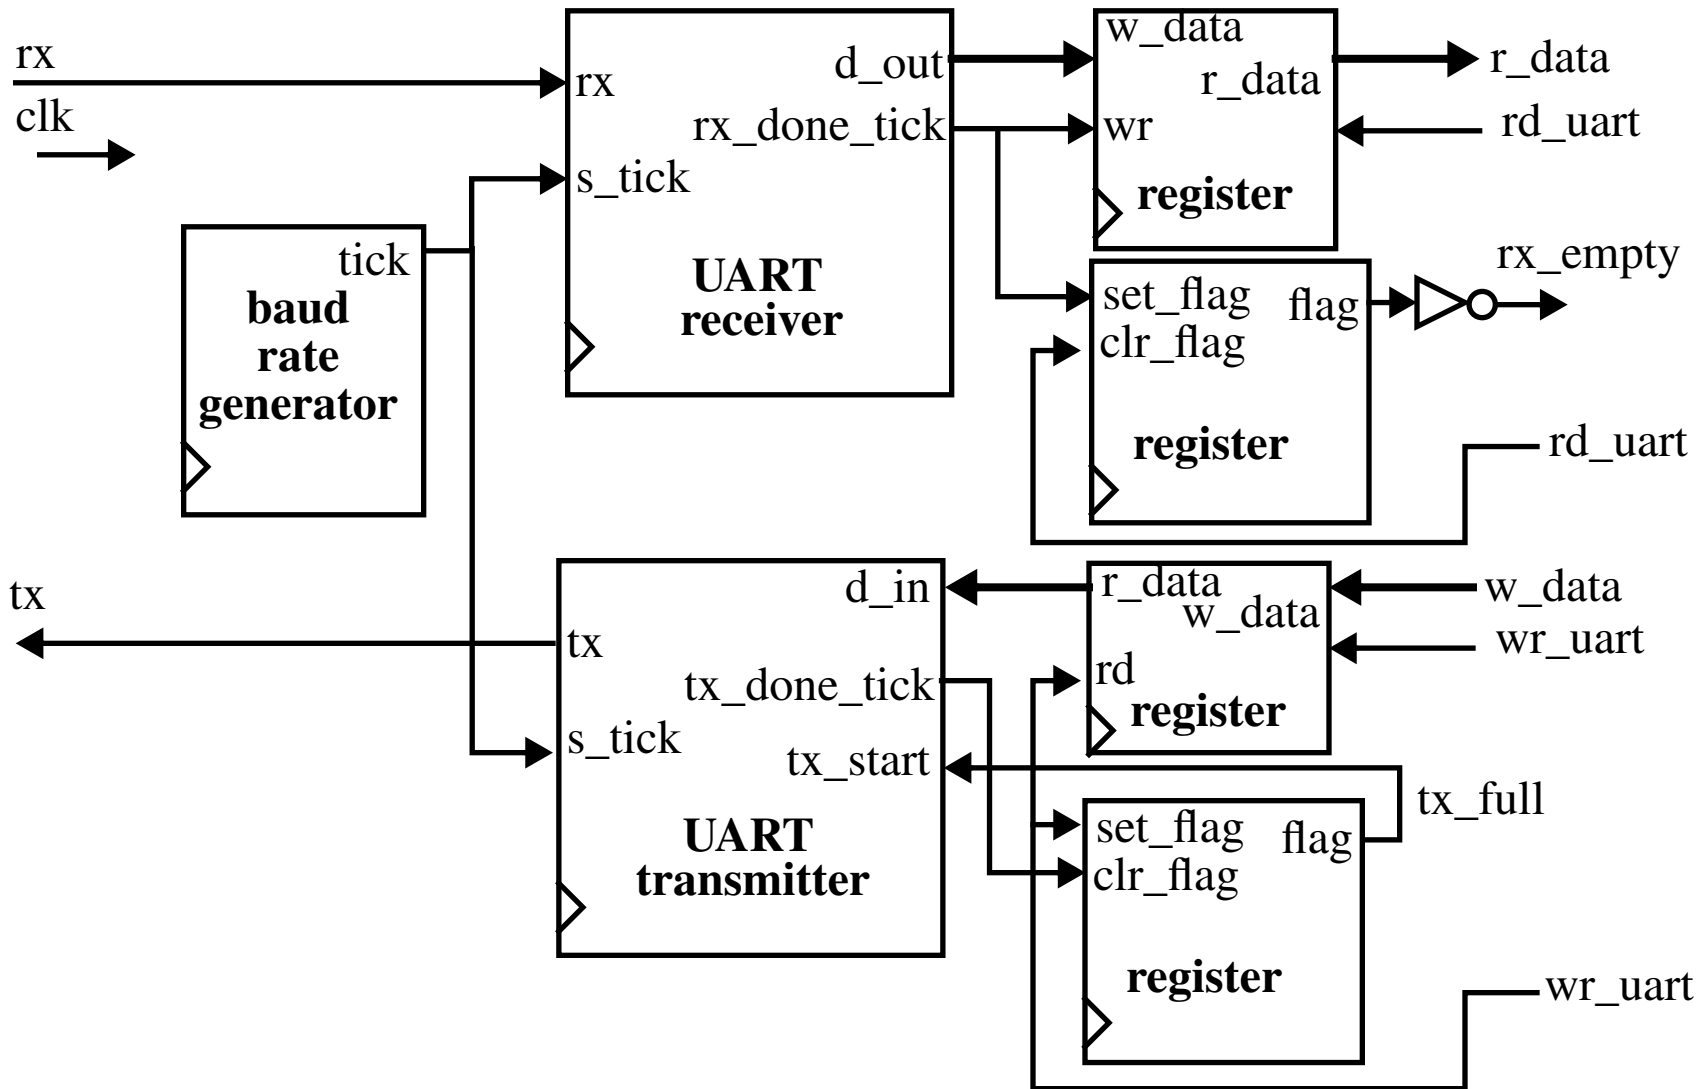 rx
clk
rx
s_tick
d_out
rx_done_tick
UART
receiver
w_data
r_data
wr
register
r_data
rd_uart
tick
baud
rate
generator
set_flag
clr_flag
flag
register
rx_empty
rd_uart
tx
tx
s_tick
d_in
tx_done_tick
tx_start
UART
transmitter
r_data
w_data
rd
register
w_data
wr_uart
set_flag
clr_flag
flag
register
tx_full
wr_uart